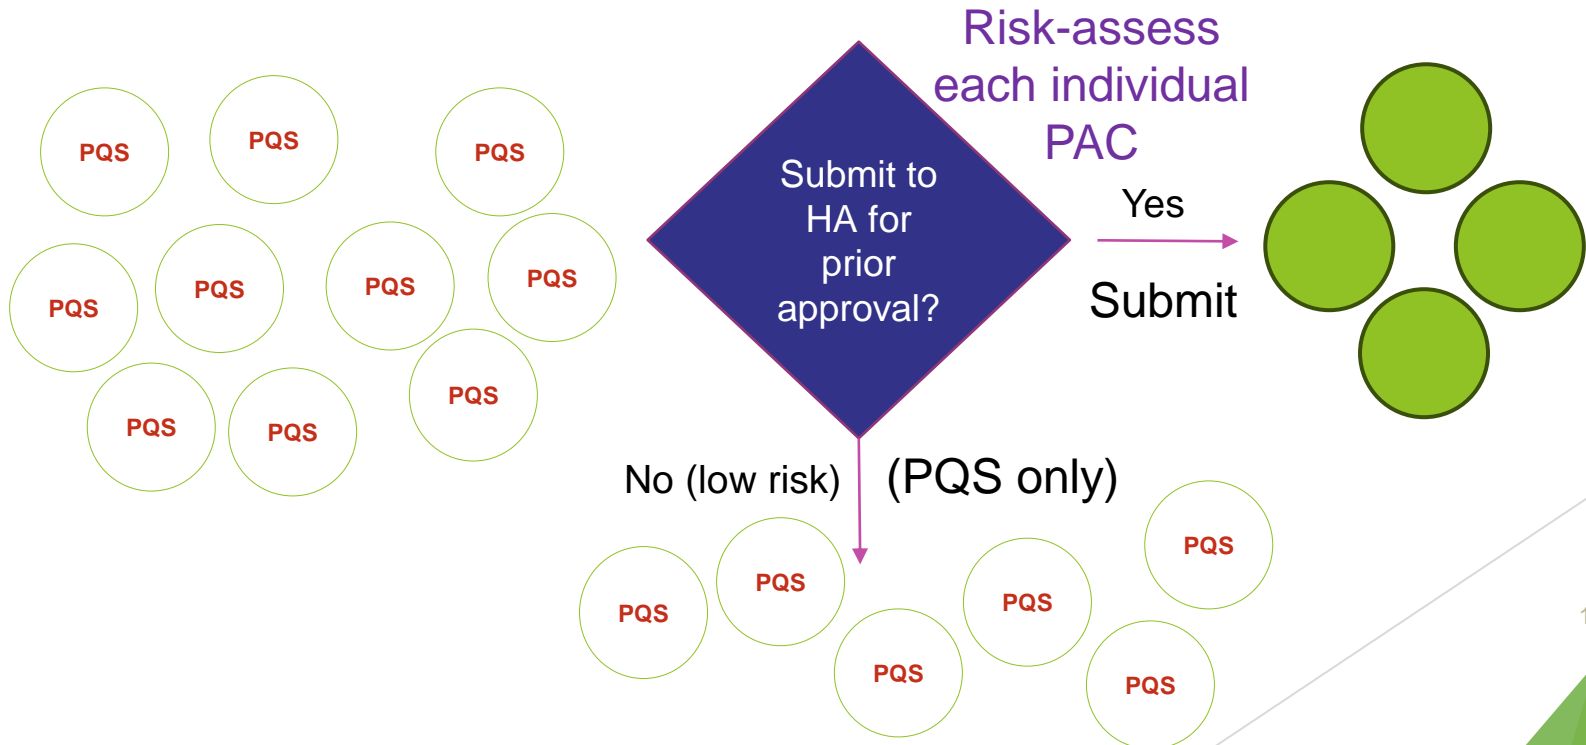 PQS
PQS
PQS
PQS
PQS
PQS
PQS
PQS
PQS
PQS
Risk-assess
each individual
PAC
Submit to
HA for
prior
approval?
Yes
Submit
No (low risk)
(PQS only)
PQS
PQS
PQS
PQS
PQS
PQS
1